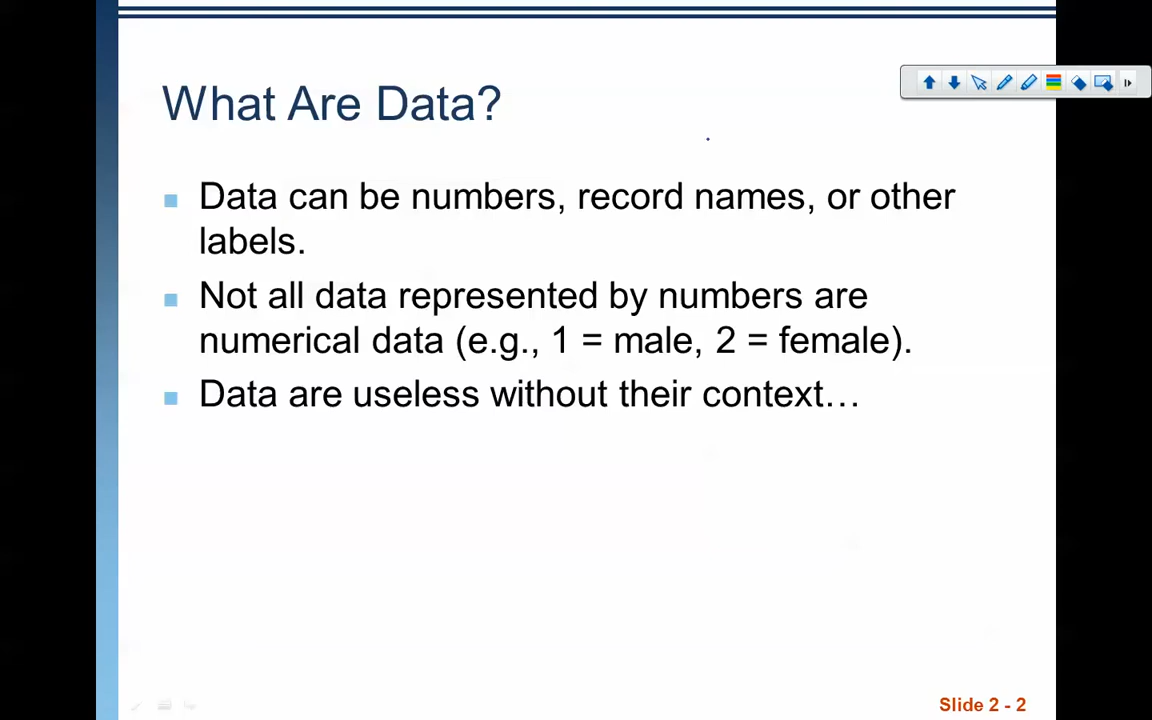 What Are Data?
Data can be numbers, record names, or other
labels.
Not all data represented by numbers are
numerical data (e.g., 1 = male, 2 = female).
Data are useless without their context…
Slide 2 - 2